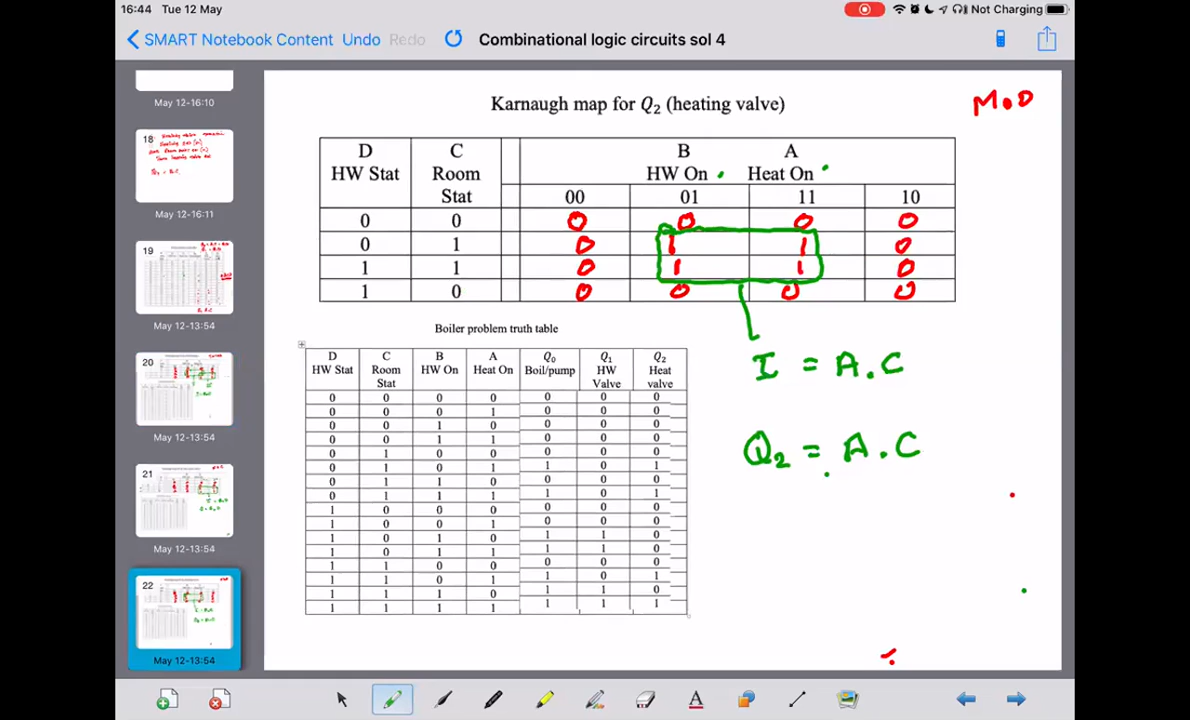 16:44 Tue 12 May
Not Charging
SMART Notebook Content Undo Redo
Combinational logic circuits sol 4
May 12-16:10
18
May 12-16:11
19
May 12-13:54
20
May 12-13:54
21
May 12-13:54
22
May 12-13:54
Karnaugh map for Q2 (heating valve)
M.D
D C B A
HW Stat Room HW On Heat On
Stat 00 01 11 10
0 0 0 0 0 0
0 1 0 1 1 0
1 1 0 1 1 0
1 0 0 0 0 0
Boiler problem truth table
D C B A Q0 Q1 Q2
HW Stat Room HW On Heat On Boil/pump HW Heat
Stat Valve valve
0 0 0 0 0 0 0
0 0 0 1 0 0 0
0 0 1 0 0 0 0
0 0 1 1 0 0 0
0 1 0 0 0 0 0
0 1 0 1 1 0 1
0 1 1 0 0 0 0
0 1 1 1 1 0 1
1 0 0 0 0 0 0
1 0 0 1 0 0 0
1 0 1 0 1 1 0
1 0 1 1 1 1 0
1 1 0 0 0 0 0
1 1 0 1 1 0 1
1 1 1 0 1 1 0
1 1 1 1 1 1 1
I = A.C
Q2 = A.C
A